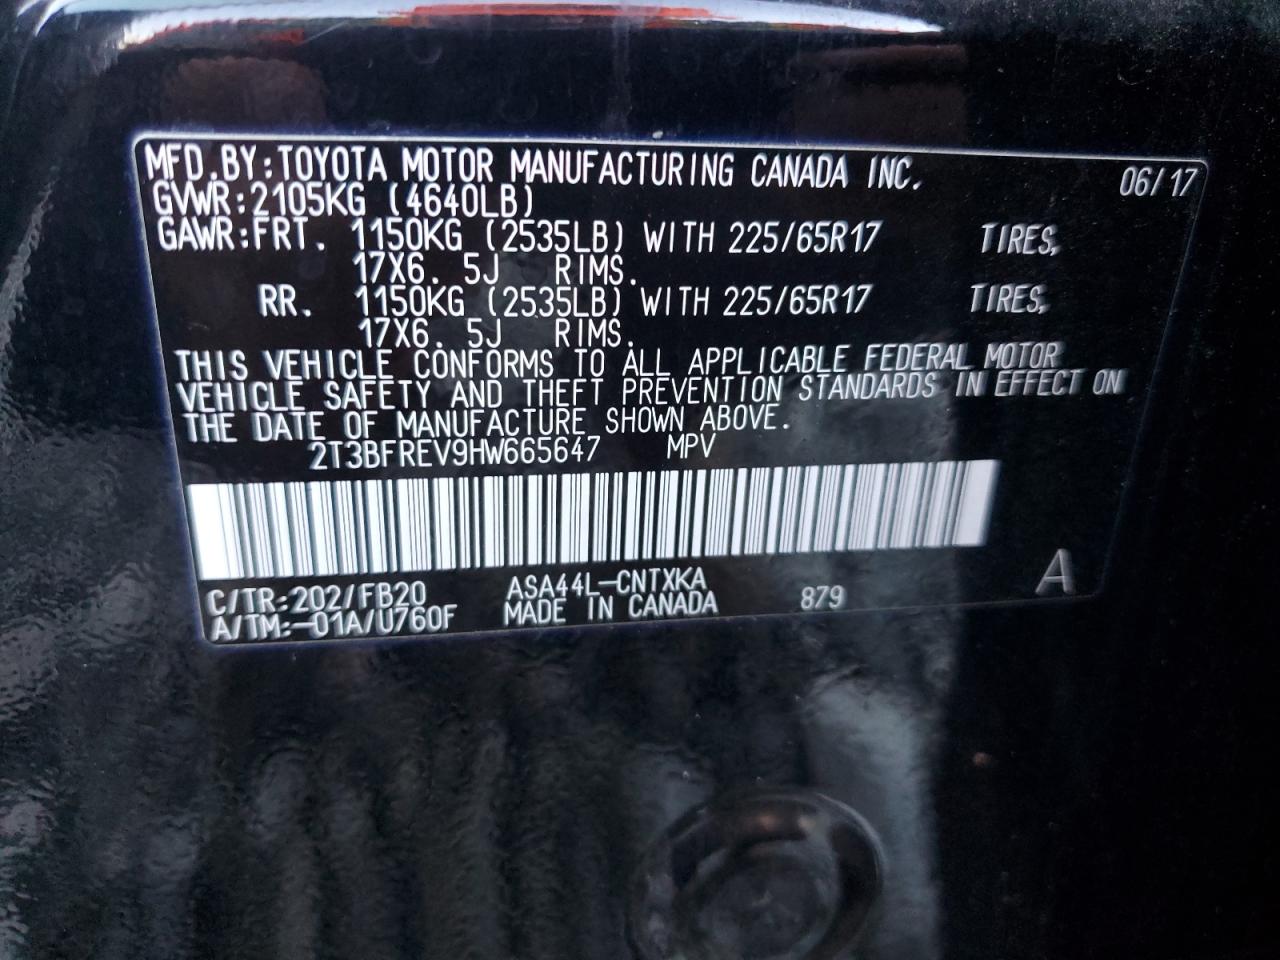 MFD.BY:TOYOTA MOTOR MANUFACTURING CANADA INC. 06/17
GVWR:2105KG (4640LB)
GAWR:FRT. 1150KG (2535LB) WITH 225/65R17 TIRES,
17X6.5J RIMS.
RR. 1150KG (2535LB) WITH 225/65R17 TIRES,
17X6.5J RIMS.
THIS VEHICLE CONFORMS TO ALL APPLICABLE FEDERAL MOTOR
VEHICLE SAFETY AND THEFT PREVENTION STANDARDS IN EFFECT ON
THE DATE OF MANUFACTURE SHOWN ABOVE.
2T3BFREV9HW665647 MPV
C/TR:202/FB20 ASA44L-CNTXKA 879 A
A/TM:-01A/U760F MADE IN CANADA